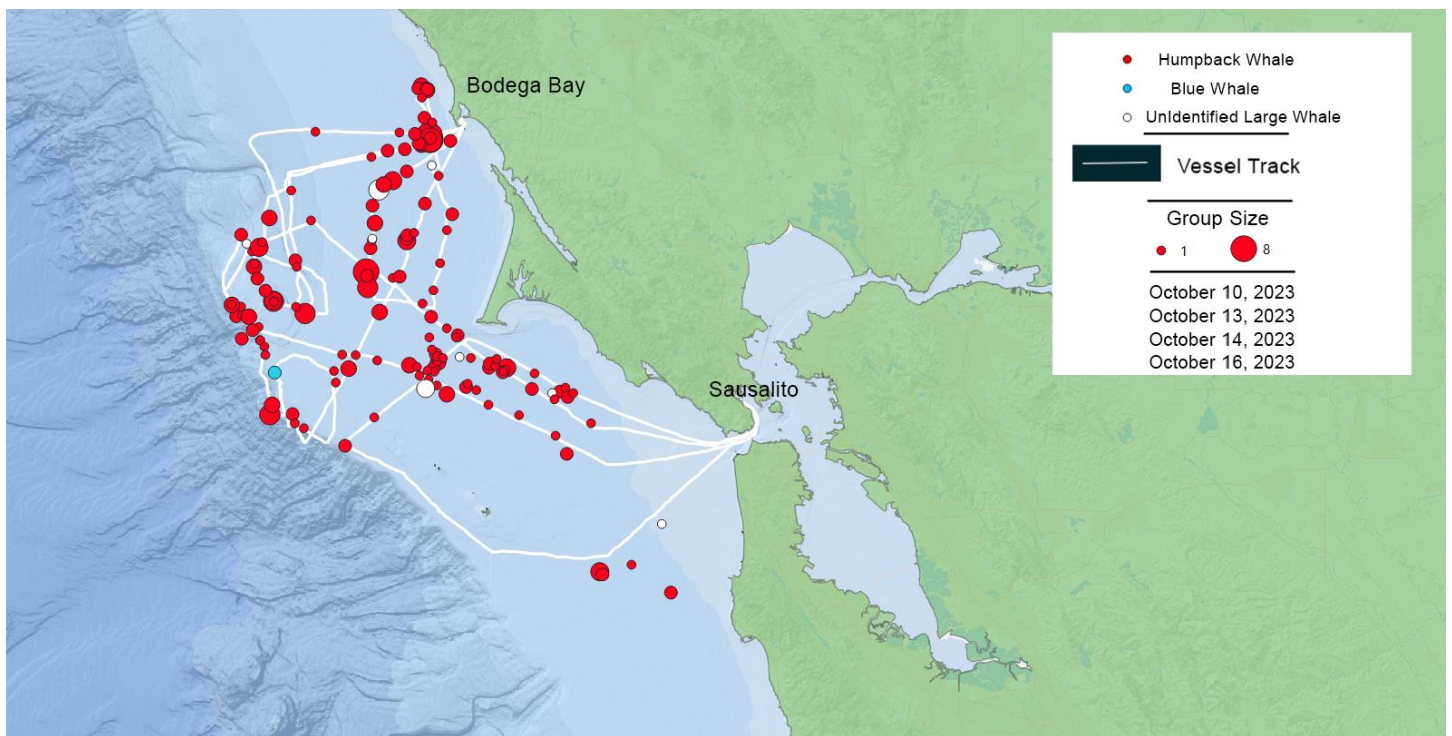 Bodega Bay
Sausalito
Humpback Whale
Blue Whale
UnIdentified Large Whale
Vessel Track
Group Size
1 8
October 10, 2023
October 13, 2023
October 14, 2023
October 16, 2023